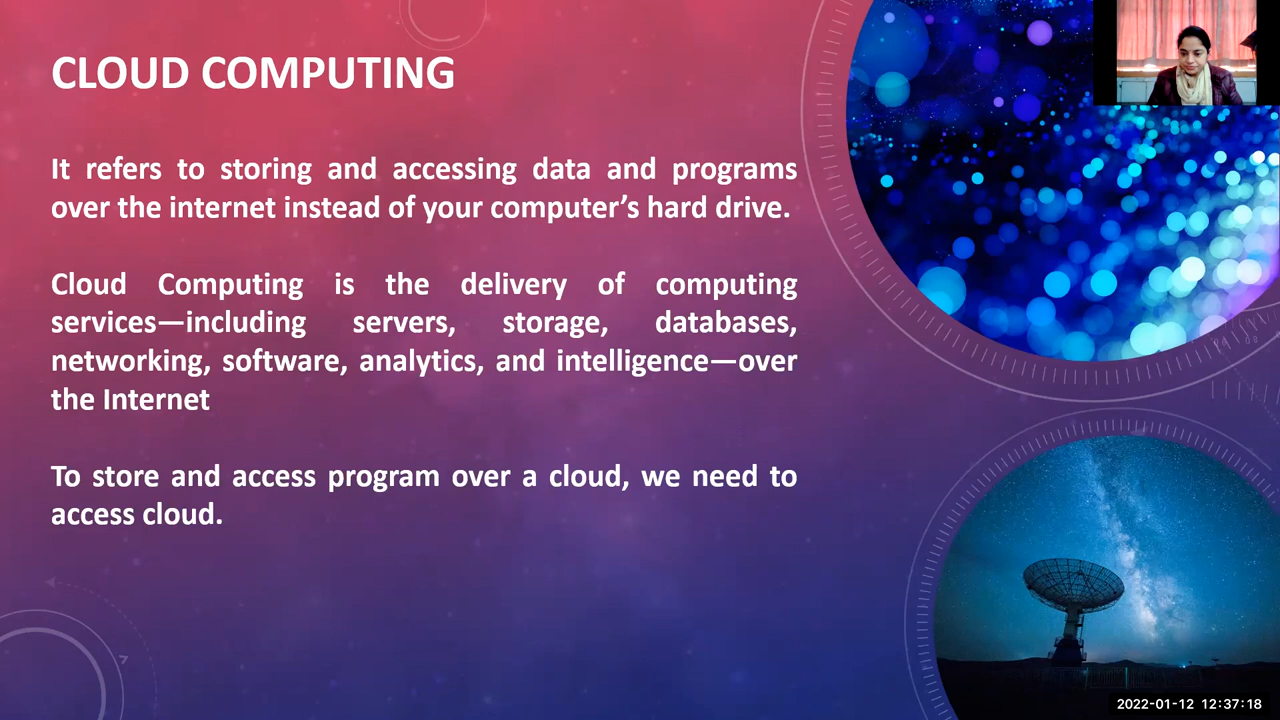 CLOUD COMPUTING
It refers to storing and accessing data and programs
over the internet instead of your computer’s hard drive.
Cloud Computing is the delivery of computing
services—including servers, storage, databases,
networking, software, analytics, and intelligence—over
the Internet
To store and access program over a cloud, we need to
access cloud.
2022-01-12 12:37:18